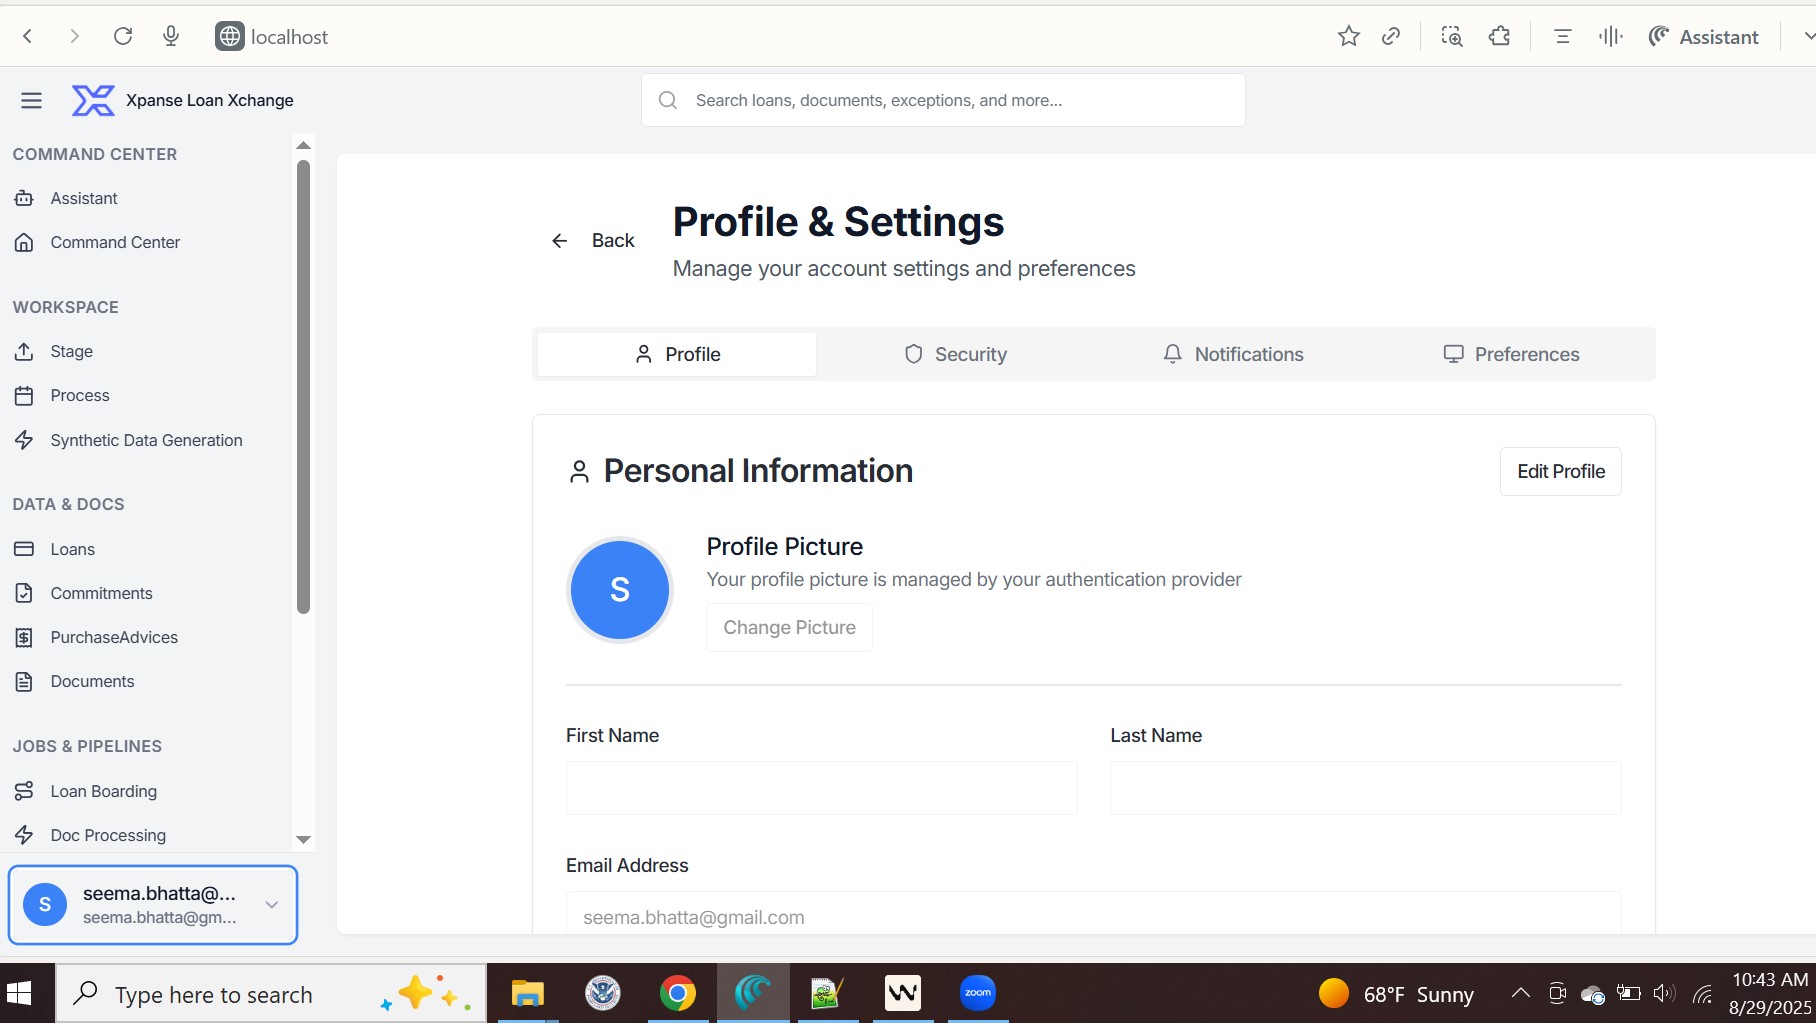 localhost
Assistant
Xpanse Loan Xchange
Search loans, documents, exceptions, and more...
COMMAND CENTER
Assistant
Command Center
WORKSPACE
Stage
Process
Synthetic Data Generation
DATA & DOCS
Loans
Commitments
PurchaseAdvices
Documents
JOBS & PIPELINES
Loan Boarding
Doc Processing
S
seema.bhatta@...
seema.bhatta@gm...
Back
Profile & Settings
Manage your account settings and preferences
Profile
Security
Notifications
Preferences
Personal Information
Edit Profile
S
Profile Picture
Your profile picture is managed by your authentication provider
Change Picture
First Name
Last Name
Email Address
seema.bhatta@gmail.com
Type here to search
zoom
68°F Sunny
10:43 AM
8/29/2025